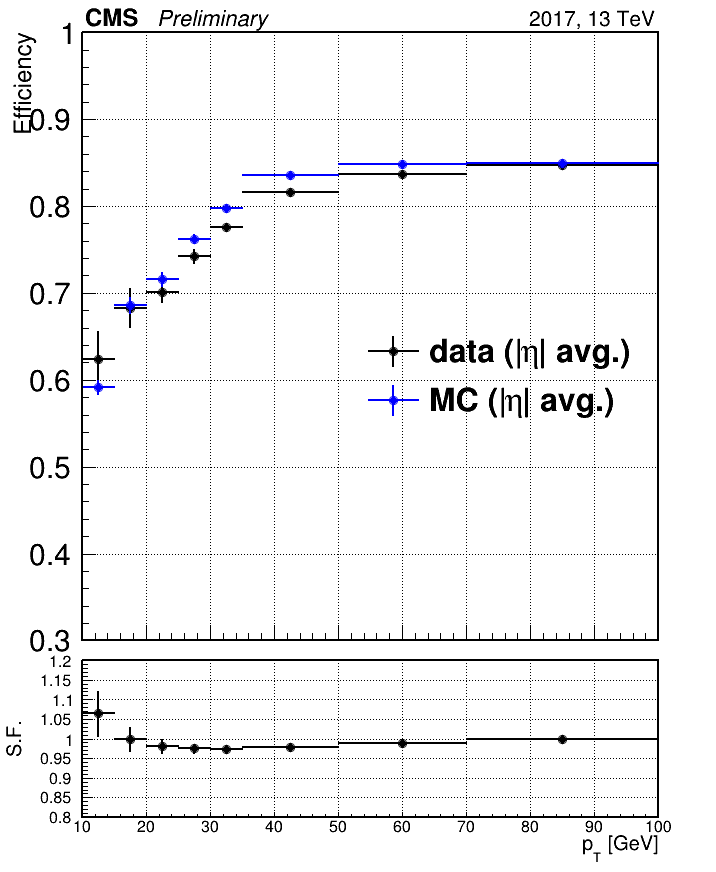 CMS Preliminary 2017, 13 TeV
Efficiency
1
0.9
0.8
0.7
0.6
0.5
0.4
0.3
data (|η| avg.)
MC (|η| avg.)
S.F.
1.2
1.15
1.1
1.05
1
0.95
0.9
0.85
0.8
10 20 30 40 50 60 70 80 90 100
p_T [GeV]